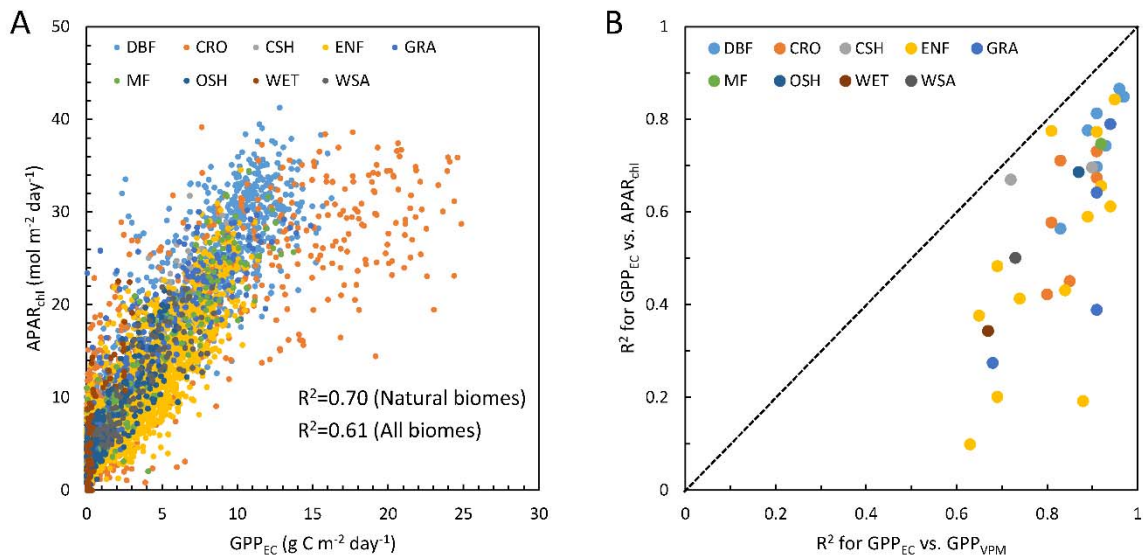 A
50
40
30
20
10
0
APARchl (mol m-2 day-1)
DBF CRO CSH ENF GRA
MF OSH WET WSA
R2=0.70 (Natural biomes)
R2=0.61 (All biomes)
0 5 10 15 20 25 30
GPPEC (g C m-2 day-1)
B
1
0.8
0.6
0.4
0.2
0
R2 for GPPEC vs. APARchl
DBF CRO CSH ENF GRA
MF OSH WET WSA
0 0.2 0.4 0.6 0.8 1
R2 for GPPEC vs. GPPVPM